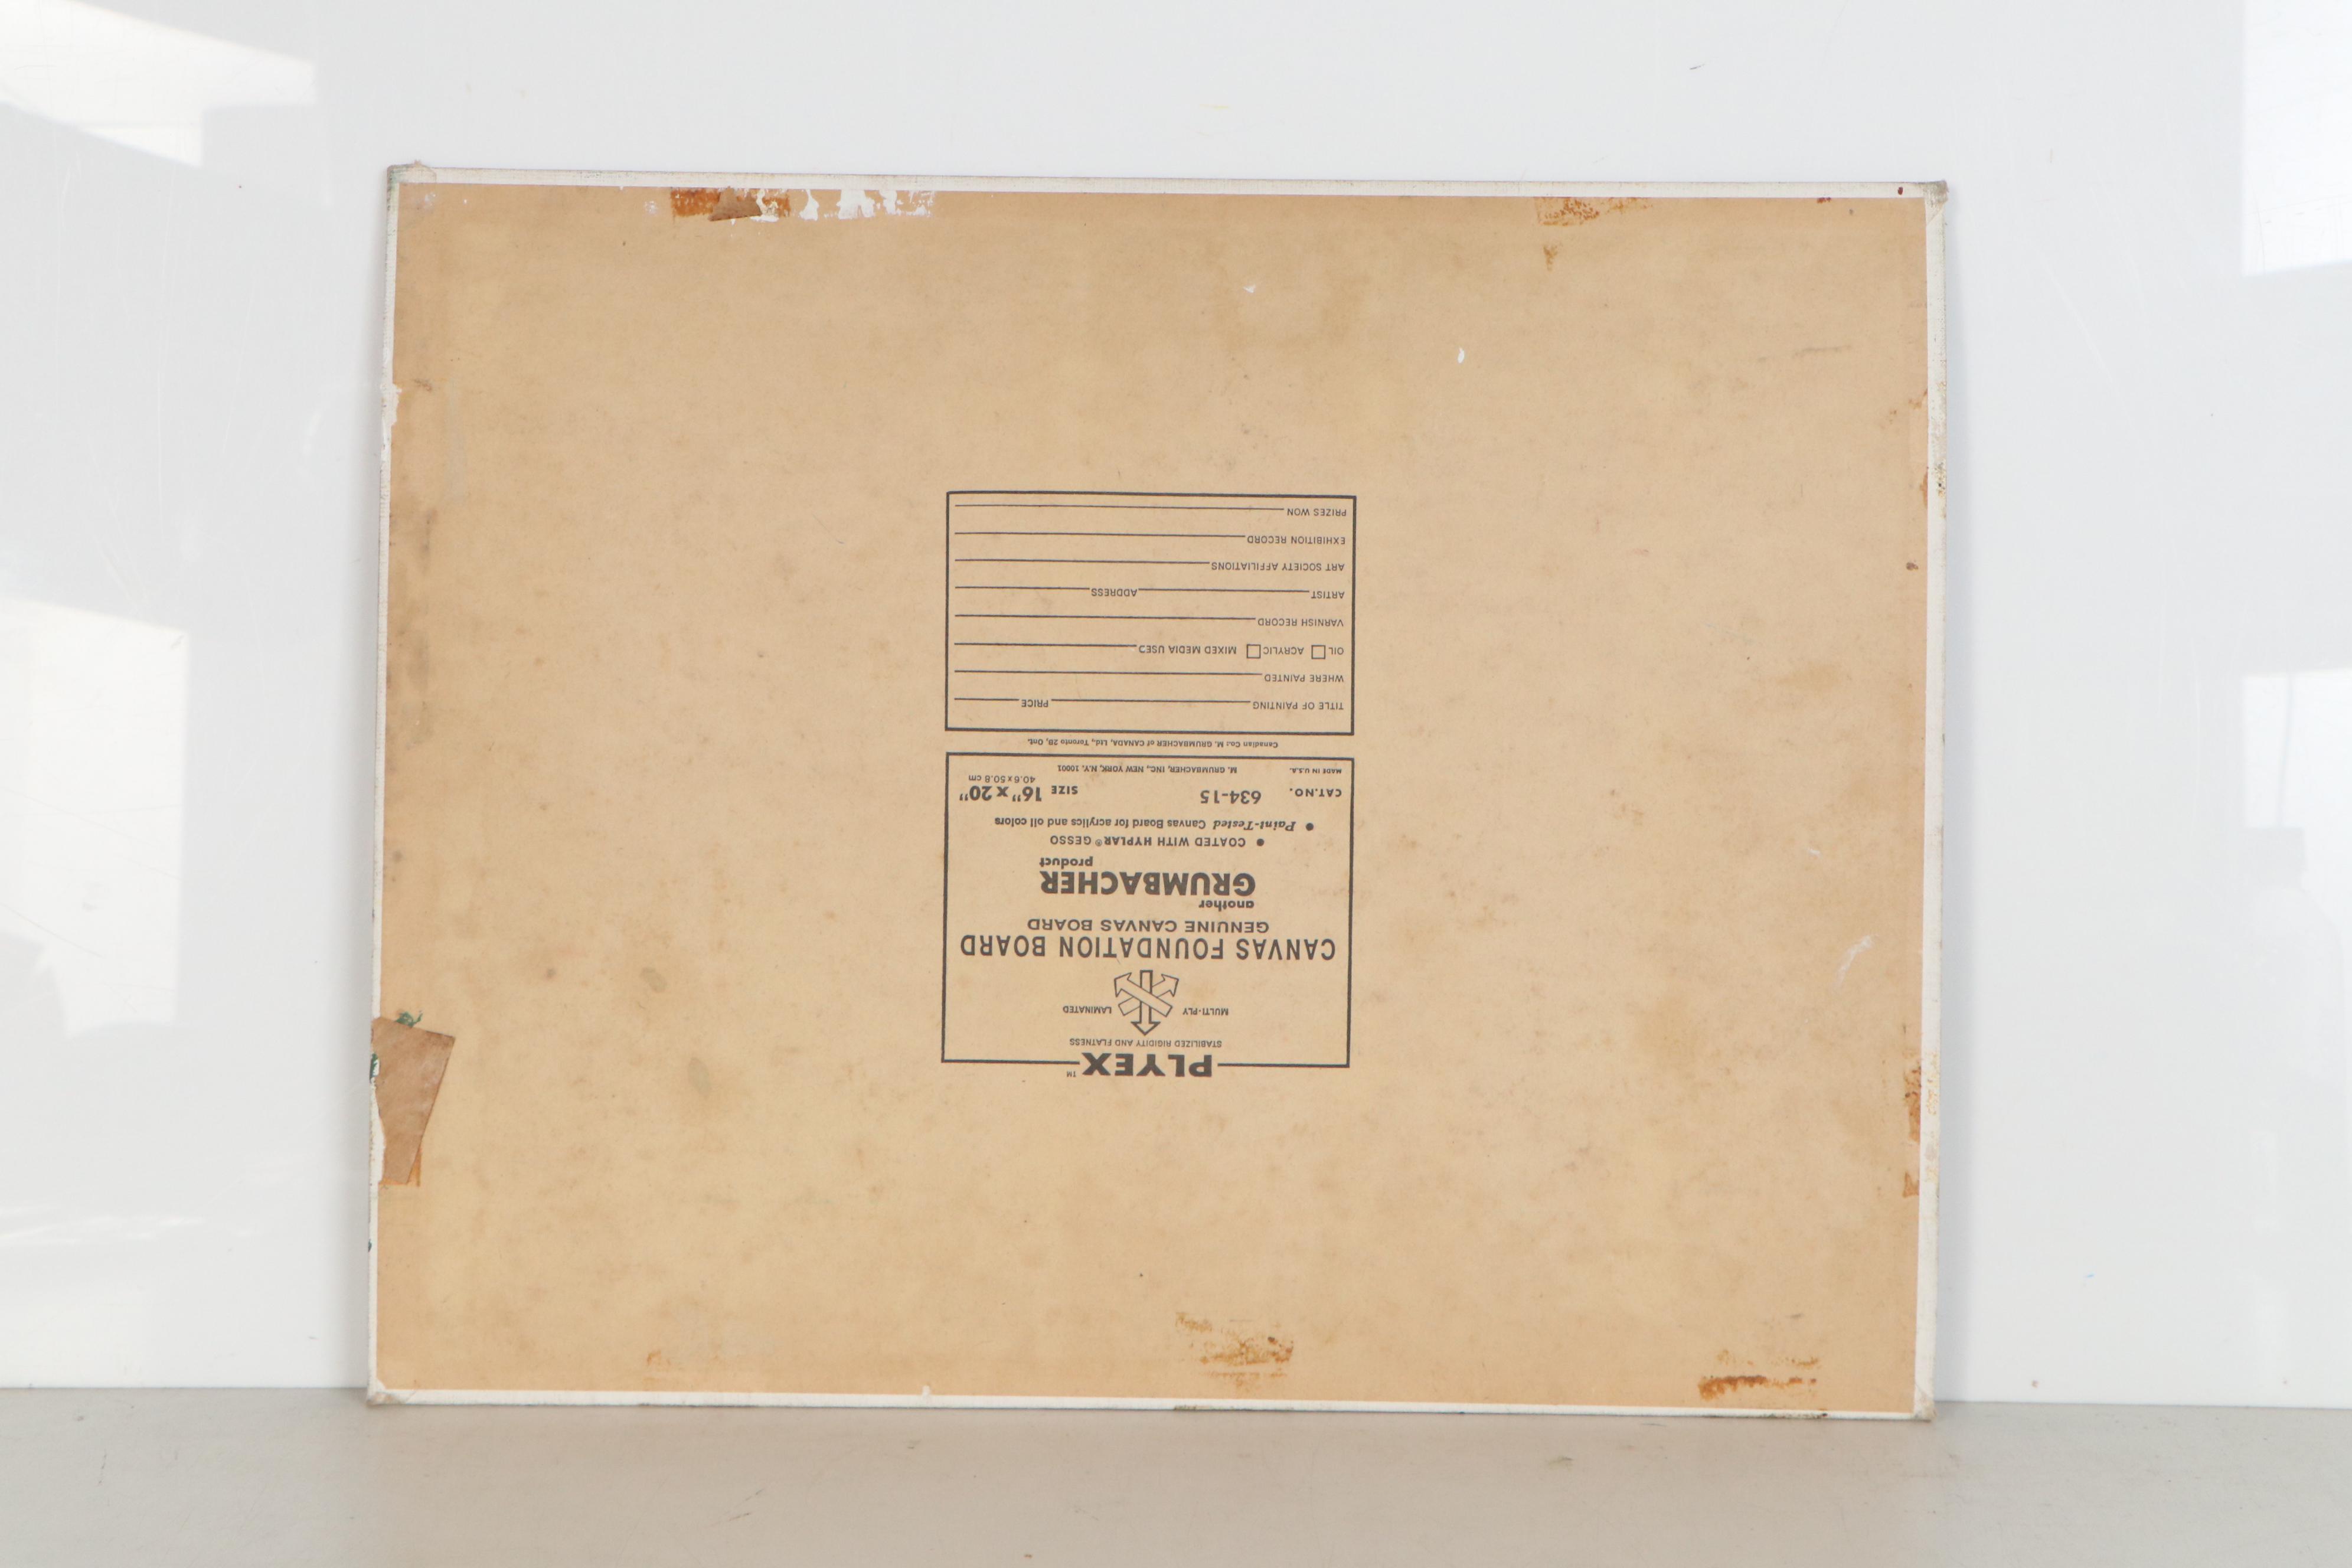 PLYEX™
STABILIZED RIGIDITY AND FLATNESS
MULTI-PLY LAMINATED
CANVAS FOUNDATION BOARD
GENUINE CANVAS BOARD
another
GRUMBACHER
product
• COATED WITH HYPLAR® GESSO
• Paint-Tested Canvas Board for acrylics and oil colors
CAT.NO. 634-15 SIZE 16" x 20"
40.6 x 50.8 cm
MADE IN U.S.A. M. GRUMBACHER, INC., NEW YORK, N.Y. 10001
Canadian Co.: M. GRUMBACHER of CANADA, Ltd., Toronto 2B, Ont.
TITLE OF PAINTING PRICE
WHERE PAINTED
OIL ACRYLIC MIXED MEDIA USED
VARNISH RECORD
ARTIST ADDRESS
ART SOCIETY AFFILIATIONS
EXHIBITION RECORD
PRIZES WON